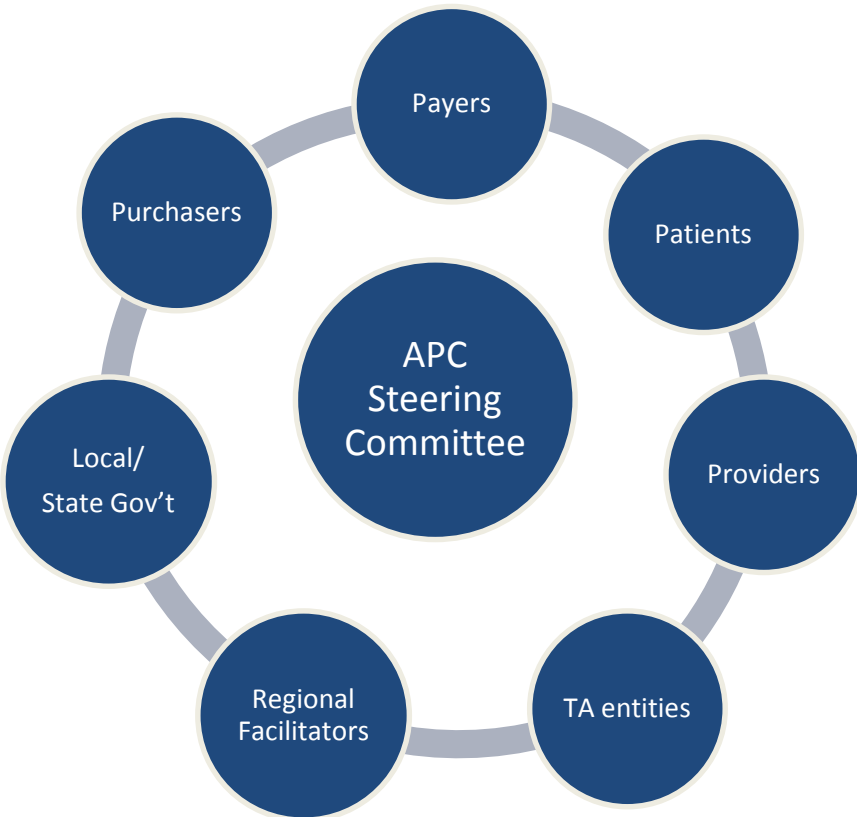 Payers
Patients
Providers
TA entities
Regional
Facilitators
Local/
State Gov’t
Purchasers
APC
Steering
Committee